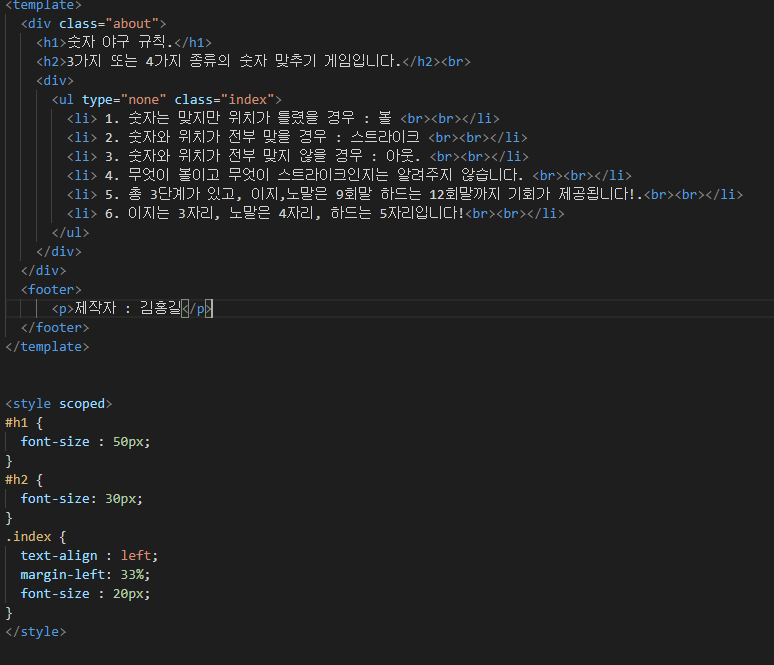 <template>
<div class="about">
<h1>숫자 야구 규칙.</h1>
<h2>3가지 또는 4가지 종류의 숫자 맞추기 게임입니다.</h2><br>
<div>
<ul type="none" class="index">
<li> 1. 숫자는 맞지만 위치가 틀렸을 경우 : 볼 <br><br></li>
<li> 2. 숫자와 위치가 전부 맞을 경우 : 스트라이크 <br><br></li>
<li> 3. 숫자와 위치가 전부 맞지 않을 경우 : 아웃. <br><br></li>
<li> 4. 무엇이 볼이고 무엇이 스트라이크인지는 알려주지 않습니다. <br><br></li>
<li> 5. 총 3단계가 있고, 이지,노말은 9회말 하드는 12회말까지 기회가 제공됩니다!.<br><br></li>
<li> 6. 이지는 3자리, 노말은 4자리, 하드는 5자리입니다!<br><br></li>
</ul>
</div>
</div>
<footer>
<p>제작자 : 김홍길</p>
</footer>
</template>
<style scoped>
#h1 {
font-size : 50px;
}
#h2 {
font-size: 30px;
}
.index {
text-align : left;
margin-left: 33%;
font-size : 20px;
}
</style>